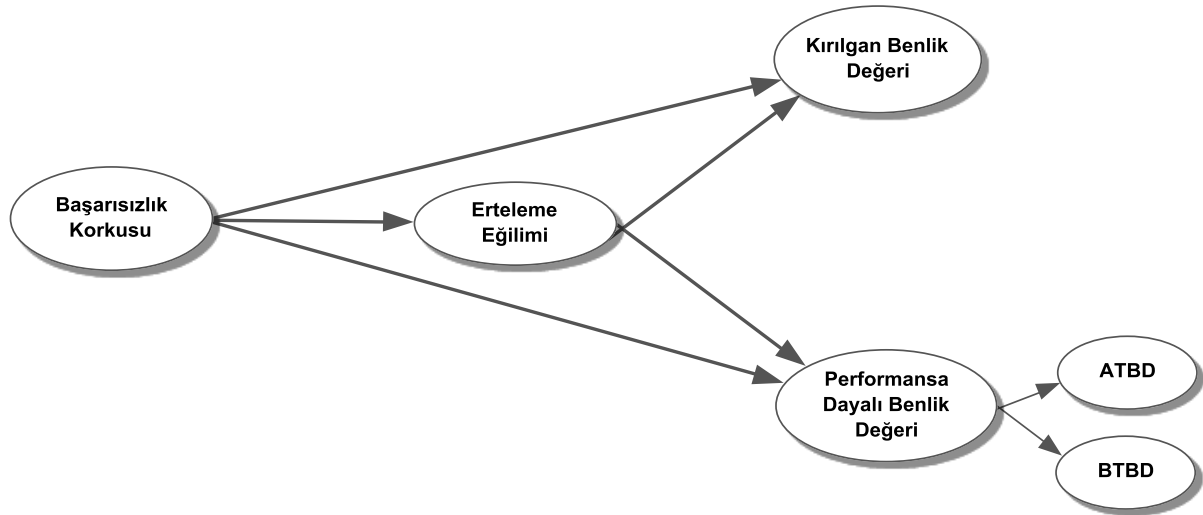 Kırılgan Benlik
Değeri
Başarısızlık
Korkusu
Erteleme
Eğilimi
Performansa
Dayalı Benlik
Değeri
ATBD
BTBD